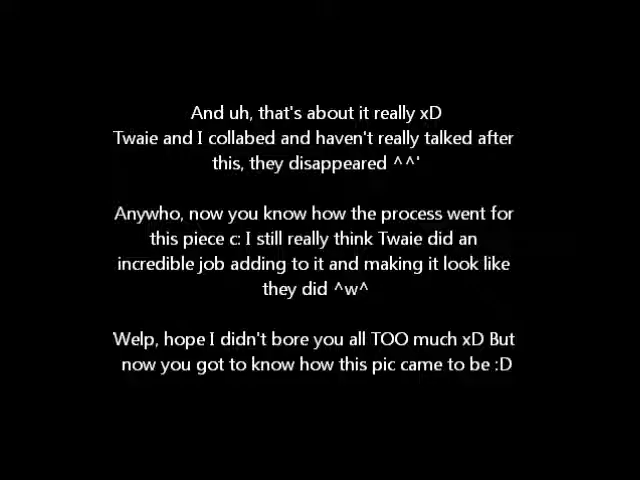 And uh, that's about it really xD
Twaie and I collabed and haven't really talked after
this, they disappeared ^^'
Anywho, now you know how the process went for
this piece c: I still really think Twaie did an
incredible job adding to it and making it look like
they did ^w^
Welp, hope I didn't bore you all TOO much xD But
now you got to know how this pic came to be :D